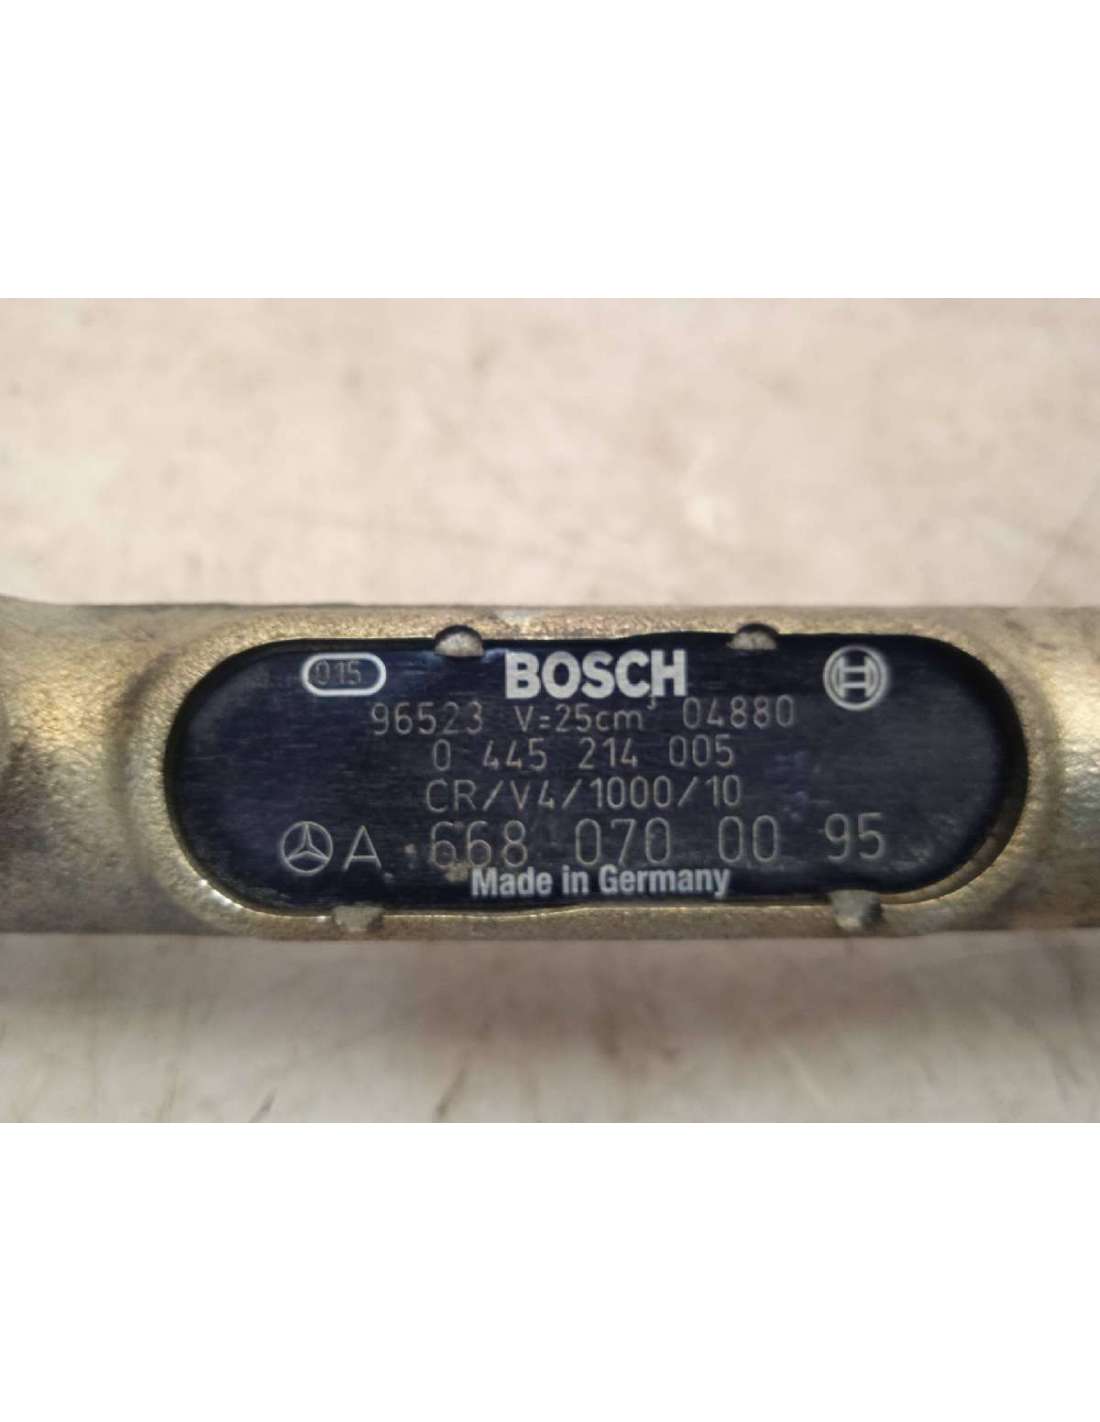 015 BOSCH
96523 V=25cm³ 04880
0 445 214 005
CR/V4/1000/10
A 668 070 00 95
Made in Germany